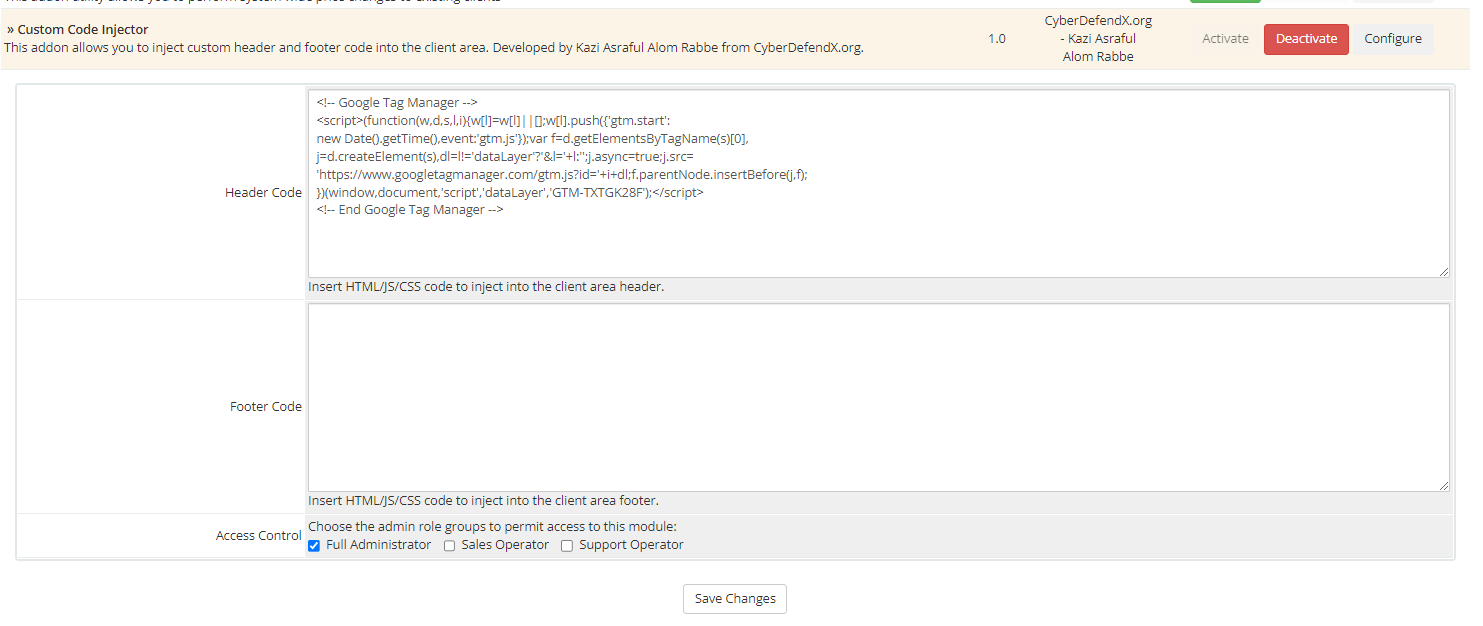 » Custom Code Injector
This addon allows you to inject custom header and footer code into the client area. Developed by Kazi Asraful Alom Rabbe from CyberDefendX.org.
1.0
CyberDefendX.org
- Kazi Asraful
Alom Rabbe
Activate
Deactivate
Configure
Header Code
<!-- Google Tag Manager -->
<script>(function(w,d,s,l,i){w[l]=w[l]||[];w[l].push({'gtm.start':
new Date().getTime(),event:'gtm.js'});var f=d.getElementsByTagName(s)[0],
j=d.createElement(s),dl=l!='dataLayer'?'&l='+l:'';j.async=true;j.src=
'https://www.googletagmanager.com/gtm.js?id='+i+dl;f.parentNode.insertBefore(j,f);
})(window,document,'script','dataLayer','GTM-TXTGK28F');</script>
<!-- End Google Tag Manager -->
Insert HTML/JS/CSS code to inject into the client area header.
Footer Code
Insert HTML/JS/CSS code to inject into the client area footer.
Access Control
Choose the admin role groups to permit access to this module:
Full Administrator Sales Operator Support Operator
Save Changes